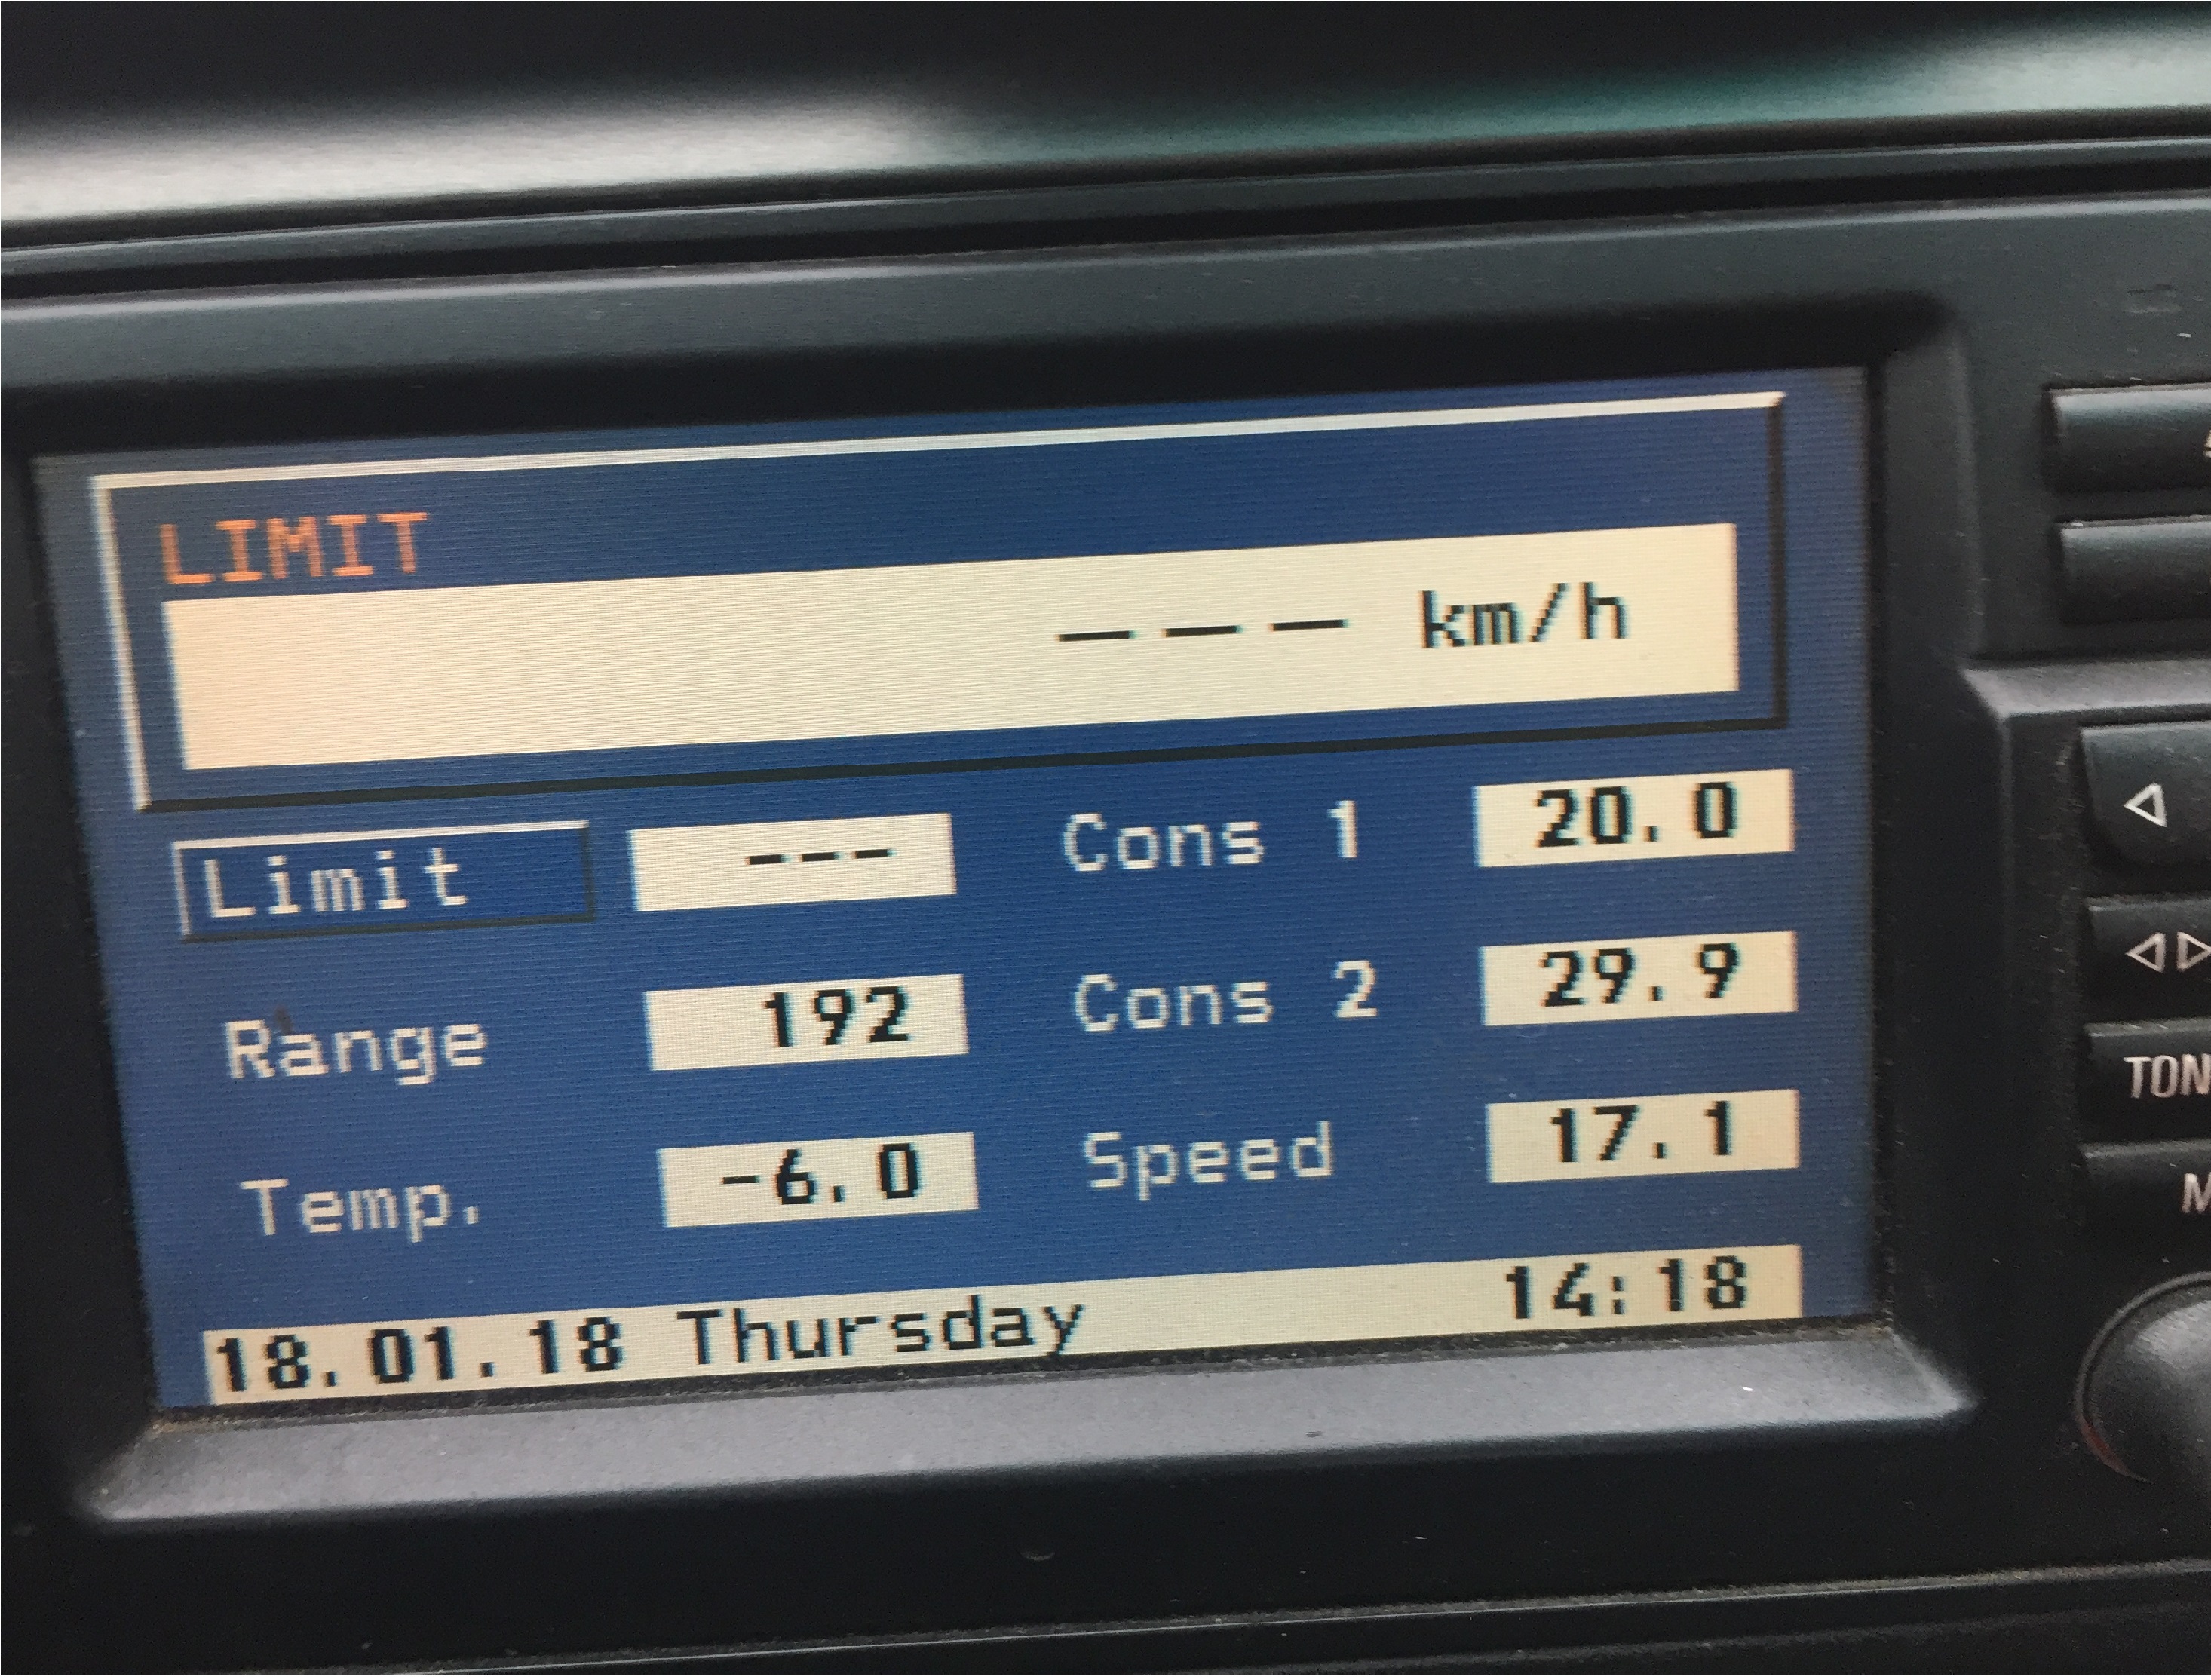 LIMIT
--- km/h
Limit --- Cons 1 20.0
Range 192 Cons 2 29.9
Temp. -6.0 Speed 17.1
18.01.18 Thursday 14:18